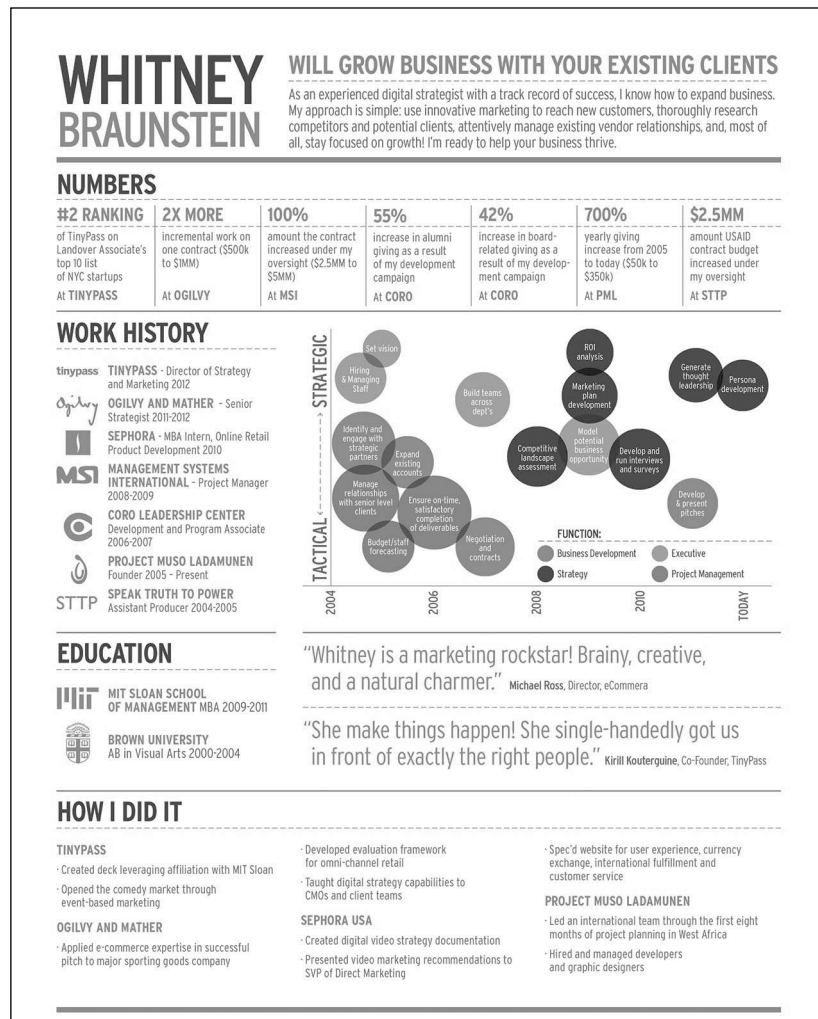 WHITNEY
BRAUNSTEIN
WILL GROW BUSINESS WITH YOUR EXISTING CLIENTS
As an experienced digital strategist with a track record of success, I know how to expand business.
My approach is simple: use innovative marketing to reach new customers, thoroughly research
competitors and potential clients, attentively manage existing vendor relationships, and, most of
all, stay focused on growth! I'm ready to help your business thrive.
NUMBERS
#2 RANKING
of TinyPass on
Landover Associate's
top 10 list
of NYC startups
At TINYPASS
2X MORE
incremental work on
one contract ($500k
to $1MM)
At OGILVY
100%
amount the contract
increased under my
oversight ($2.5MM to
$5MM)
At MSI
55%
increase in alumni
giving as a result
of my development
campaign
At CORO
42%
increase in board-
related giving as a
result of my develop-
ment campaign
At CORO
700%
yearly giving
increase from 2005
to today ($50k to
$350k)
At PML
$2.5MM
amount USAID
contract budget
increased under
my oversight
At STTP
WORK HISTORY
tinypass
TINYPASS - Director of Strategy
and Marketing 2012
Ogilvy
OGILVY AND MATHER - Senior
Strategist 2011-2012
SEPHORA - MBA Intern, Online Retail
Product Development 2010
MSI
MANAGEMENT SYSTEMS
INTERNATIONAL - Project Manager
2008-2009
CORO LEADERSHIP CENTER
Development and Program Associate
2006-2007
PROJECT MUSO LADAMUNEN
Founder 2005 - Present
STTP
SPEAK TRUTH TO POWER
Assistant Producer 2004-2005
STRATEGIC
TACTICAL
Set vision
Hiring
& Managing
Staff
Identify and
engage with
strategic
partners
Expand
existing
accounts
Manage
relationships
with senior level
clients
Ensure on-time,
satisfactory
completion
of deliverables
Budget/staff
forecasting
Negotiation
and
contracts
Build teams
across
dept's
ROI
analysis
Marketing
plan
development
Model
potential
business
opportunity
Competitive
landscape
assessment
Develop and
run interviews
and surveys
Generate
thought
leadership
Persona
development
Develop
& present
pitches
FUNCTION:
Business Development
Executive
Strategy
Project Management
2004
2006
2008
2010
TODAY
EDUCATION
MIT
MIT SLOAN SCHOOL
OF MANAGEMENT MBA 2009-2011
BROWN UNIVERSITY
AB in Visual Arts 2000-2004
"Whitney is a marketing rockstar! Brainy, creative,
and a natural charmer." Michael Ross, Director, eCommera
"She make things happen! She single-handedly got us
in front of exactly the right people." Kirill Kouterguine, Co-Founder, TinyPass
HOW I DID IT
TINYPASS
· Created deck leveraging affiliation with MIT Sloan
· Opened the comedy market through
event-based marketing
OGILVY AND MATHER
· Applied e-commerce expertise in successful
pitch to major sporting goods company
· Developed evaluation framework
for omni-channel retail
· Taught digital strategy capabilities to
CMOs and client teams
SEPHORA USA
· Created digital video strategy documentation
· Presented video marketing recommendations to
SVP of Direct Marketing
· Spec'd website for user experience, currency
exchange, international fulfillment and
customer service
PROJECT MUSO LADAMUNEN
· Led an international team through the first eight
months of project planning in West Africa
· Hired and managed developers
and graphic designers